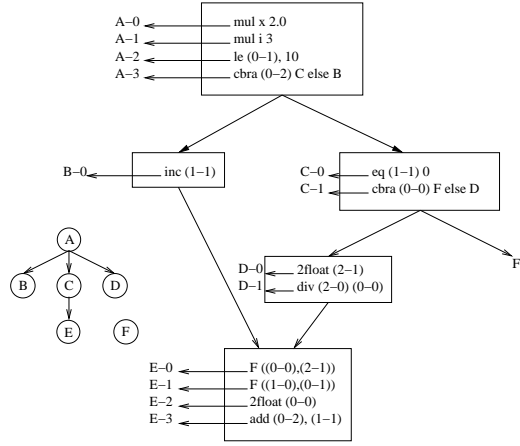 A–0 mul x 2.0
A–1 mul i 3
A–2 le (0–1), 10
A–3 cbra (0–2) C else B
B–0 inc (1–1)
C–0 eq (1–1) 0
C–1 cbra (0–0) F else D
A
B C D
E F
D–0 2float (2–1)
D–1 div (2–0) (0–0)
F
E–0 F ((0–0),(2–1))
E–1 F ((1–0),(0–1))
E–2 2float (0–0)
E–3 add (0–2), (1–1)